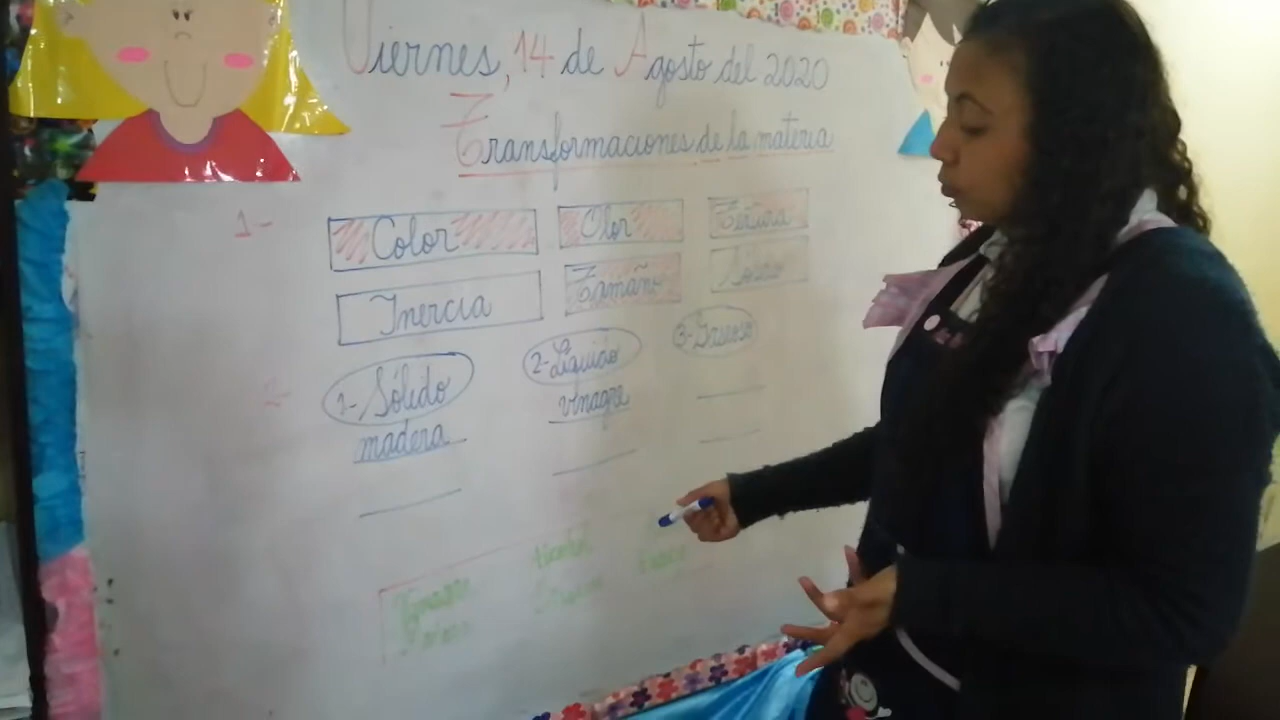 Viernes, 14 de Agosto del 2020
Transformaciones de la materia
1-
Color Olor Textura
Inercia Tamaño Sólido
2-
1-Sólido 2-Líquido 3-Gaseoso
madera vinagre